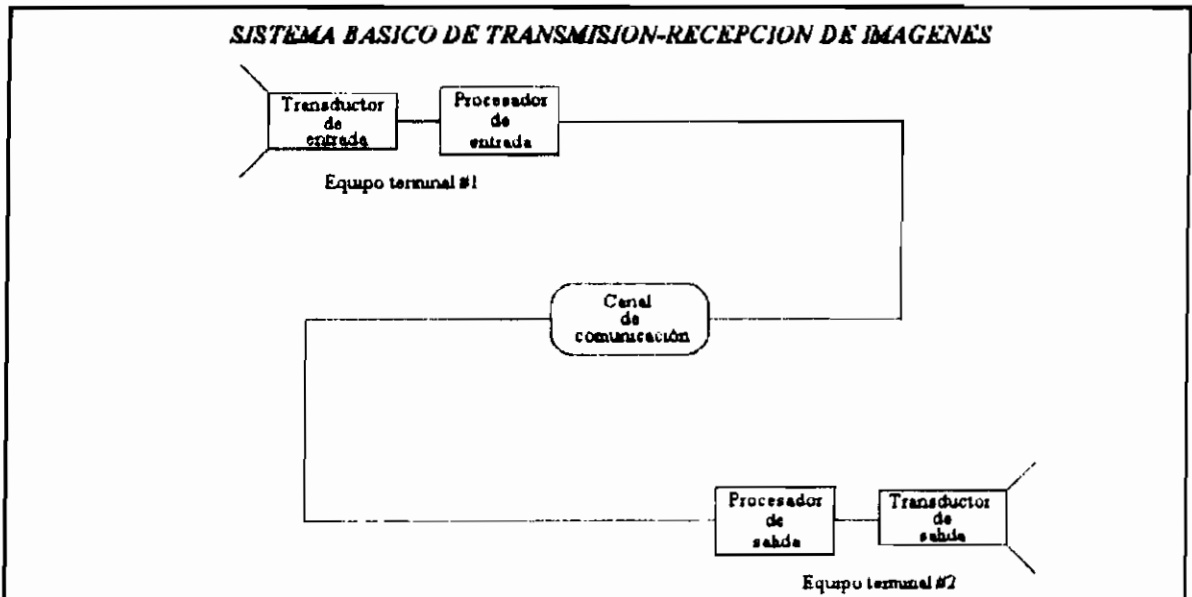 SISTEMA BASICO DE TRANSMISION-RECEPCION DE IMAGENES
Transductor
de
entrada
Procesador
de
entrada
Equipo terminal #1
Canal
de
comunicación
Procesador
de
salida
Transductor
de
salida
Equipo terminal #2